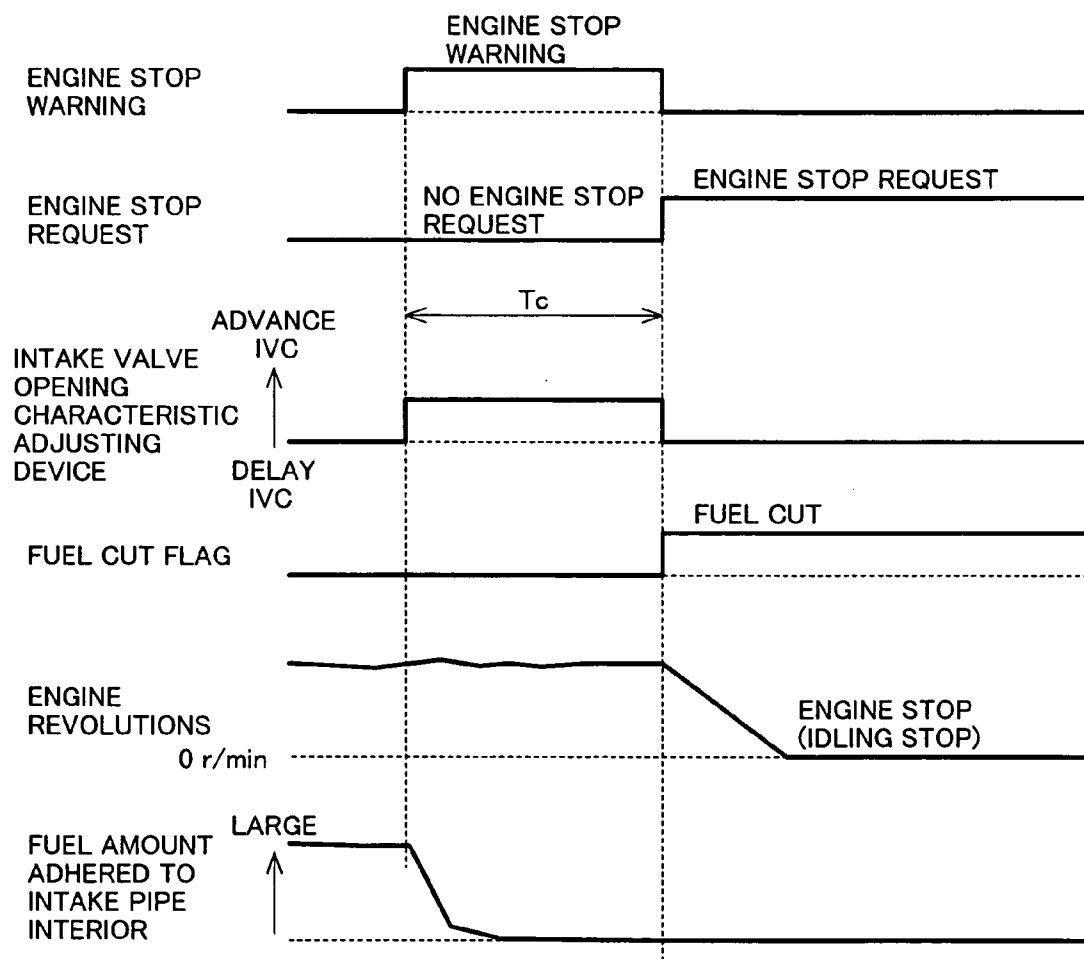 ENGINE STOP
WARNING
ENGINE STOP
WARNING
ENGINE STOP
REQUEST
NO ENGINE STOP
REQUEST
ENGINE STOP REQUEST
Tc
INTAKE VALVE
OPENING
CHARACTERISTIC
ADJUSTING
DEVICE
ADVANCE
IVC
DELAY
IVC
FUEL CUT FLAG
FUEL CUT
ENGINE
REVOLUTIONS
0 r/min
ENGINE STOP
(IDLING STOP)
FUEL AMOUNT
ADHERED TO
INTAKE PIPE
INTERIOR
LARGE